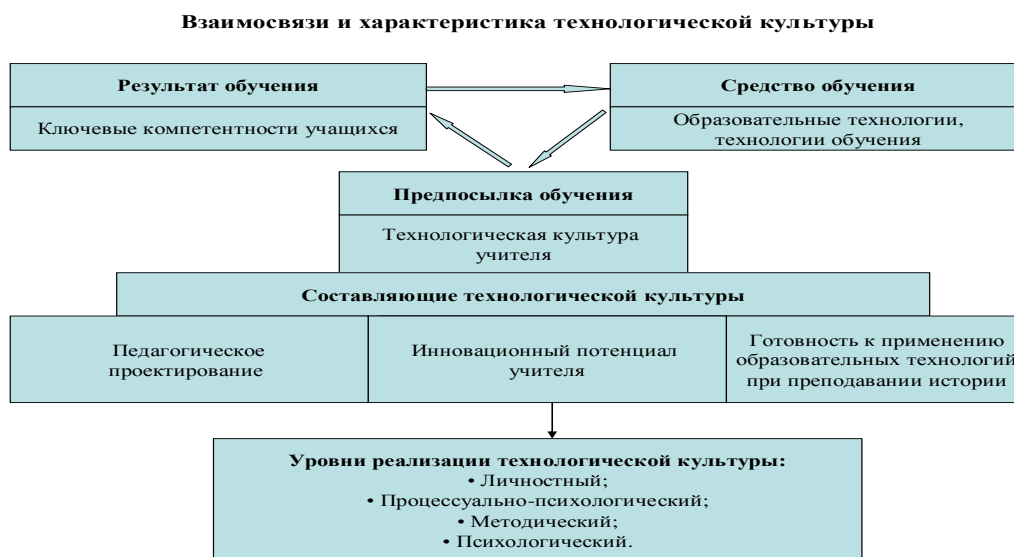 Взаимосвязи и характеристика технологической культуры
Результат обучения
Ключевые компетентности учащихся
Средство обучения
Образовательные технологии,
технологии обучения
Предпосылка обучения
Технологическая культура
учителя
Составляющие технологической культуры
Педагогическое
проектирование
Инновационный потенциал
учителя
Готовность к применению
образовательных технологий
при преподавании истории
Уровни реализации технологической культуры:
• Личностный;
• Процессуально-психологический;
• Методический;
• Психологический.